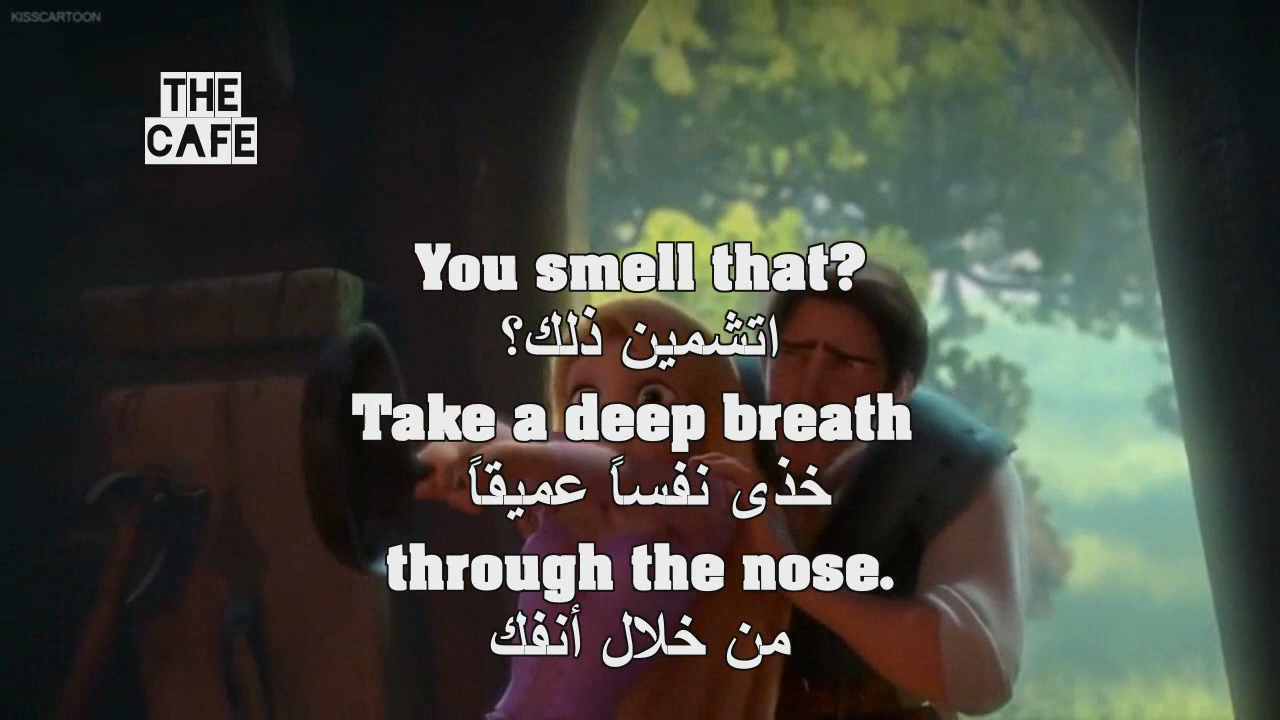 KISSCARTOON
THE
CAFE
You smell that?
اتشمين ذلك؟
Take a deep breath
خذى نفساً عميقاً
through the nose.
من خلال أنفك